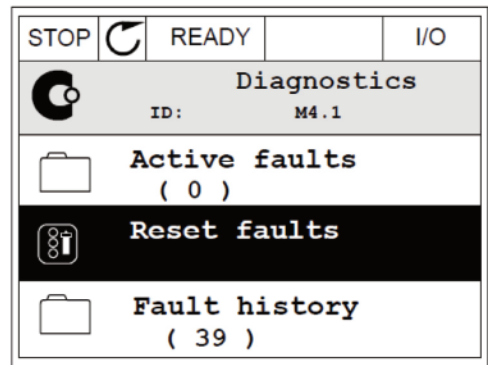 STOP READY I/O
Diagnostics
ID: M4.1
Active faults
( 0 )
Reset faults
Fault history
( 39 )